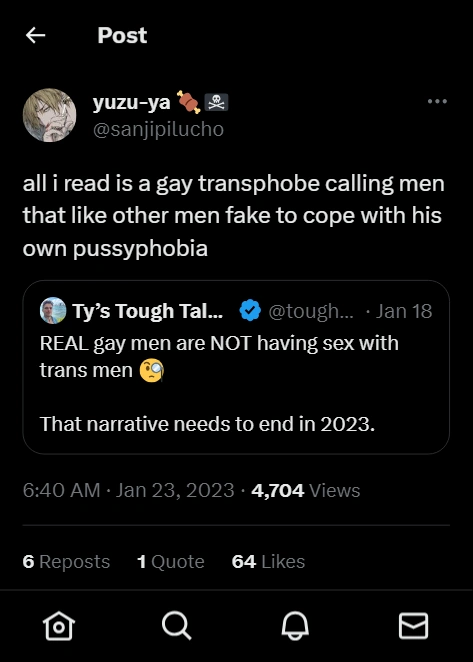 Post
yuzu-ya 🍖🏴‍☠️
@sanjipilucho
all i read is a gay transphobe calling men
that like other men fake to cope with his
own pussyphobia
Ty's Tough Tal... @tough... · Jan 18
REAL gay men are NOT having sex with
trans men 🧐
That narrative needs to end in 2023.
6:40 AM · Jan 23, 2023 · 4,704 Views
6 Reposts 1 Quote 64 Likes